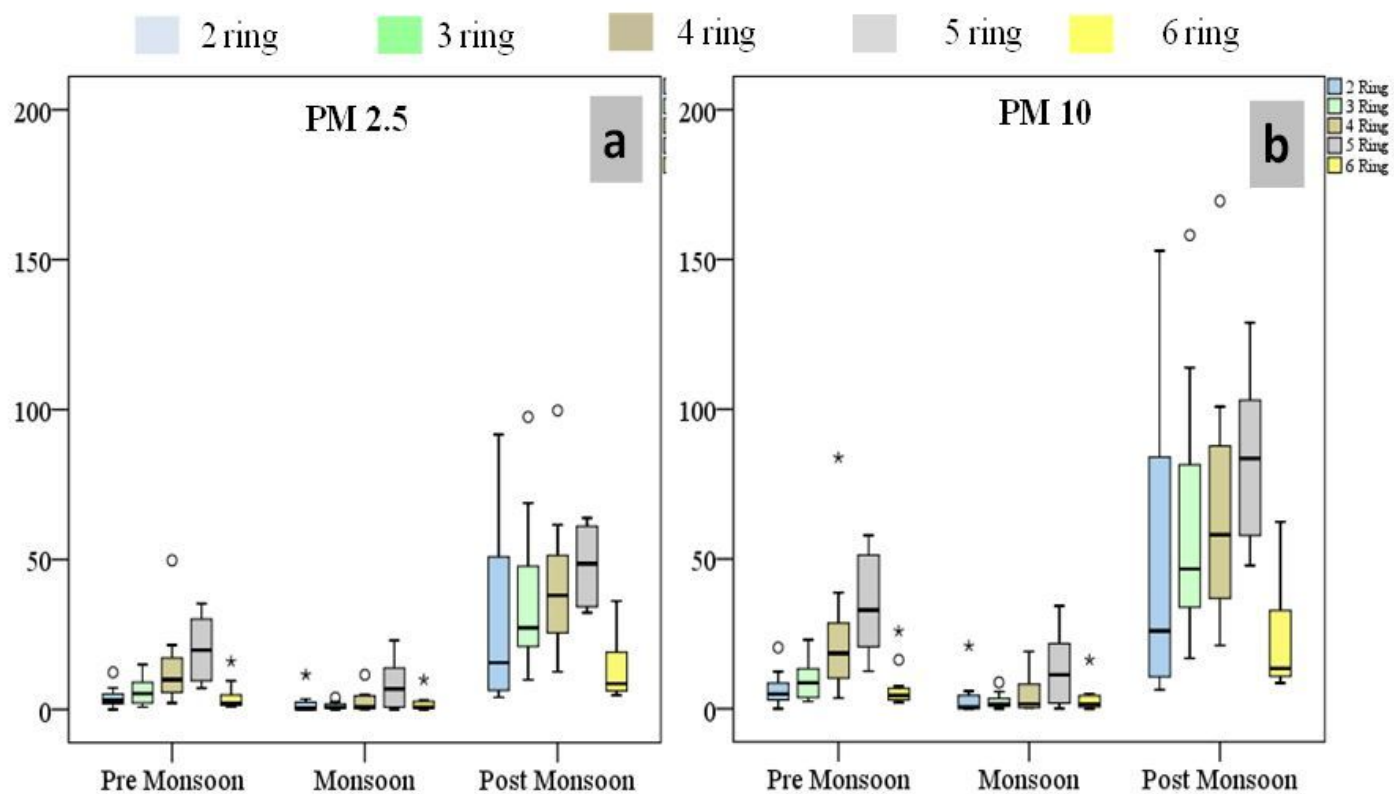 2 ring 3 ring 4 ring 5 ring 6 ring
PM 2.5
a
200
150
100
50
0
Pre Monsoon Monsoon Post Monsoon
PM 10
b
200
150
100
50
0
Pre Monsoon Monsoon Post Monsoon
2 Ring
3 Ring
4 Ring
5 Ring
6 Ring